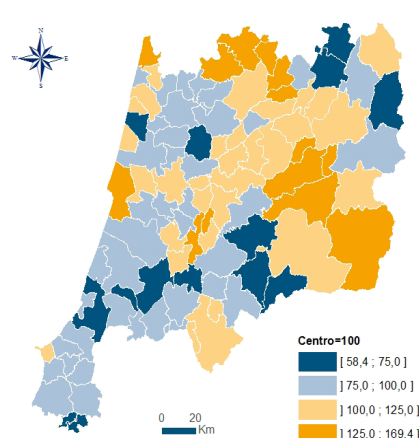 N
W
E
S
Centro=100
[ 58,4 ; 75,0 ]
] 75,0 ; 100,0 ]
] 100,0 ; 125,0 ]
] 125,0 ; 169,4 ]
0 20
Km